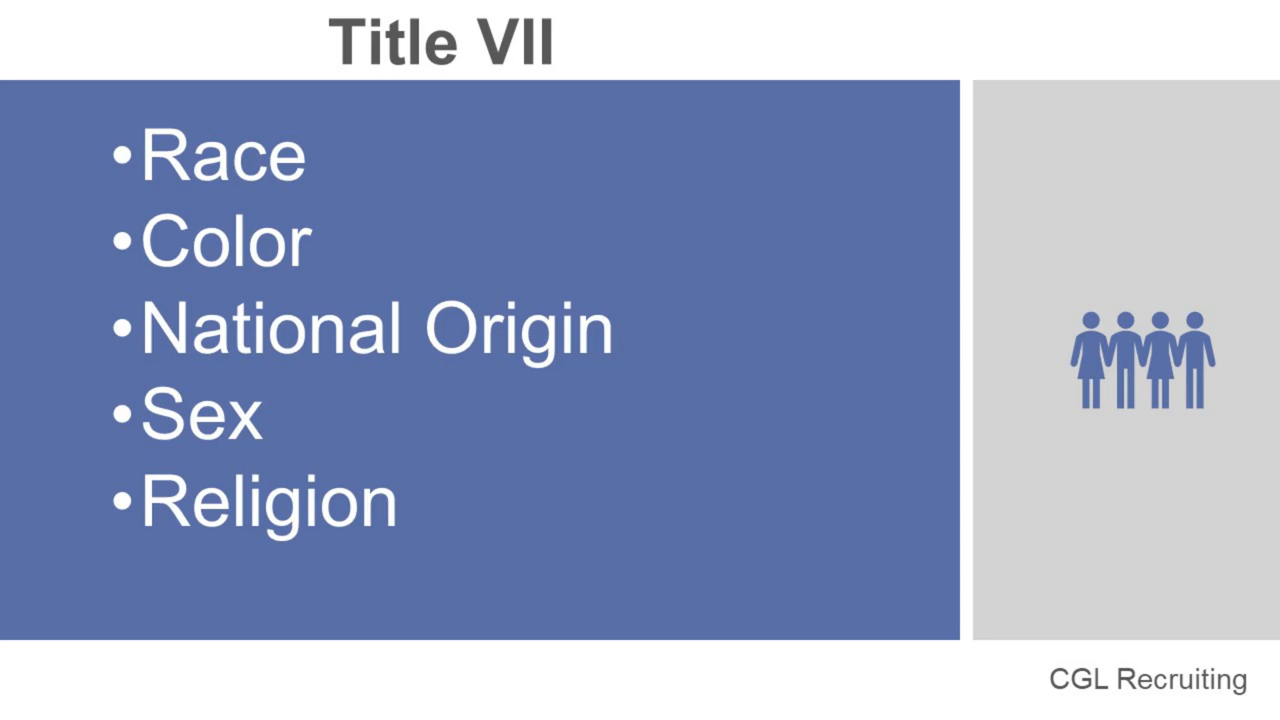 Title VII
•Race
•Color
•National Origin
•Sex
•Religion
CGL Recruiting